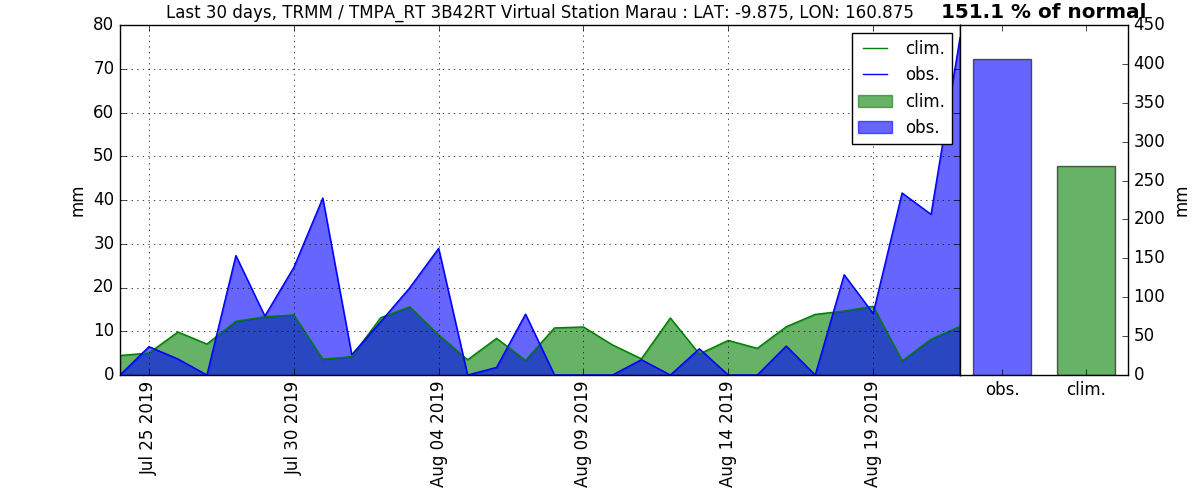 Last 30 days, TRMM / TMPA_RT 3B42RT Virtual Station Marau : LAT: -9.875, LON: 160.875
151.1 % of normal
80
70
60
50
40
30
20
10
0
mm
clim.
obs.
clim.
obs.
450
400
350
300
250
200
150
100
50
0
mm
Jul 25 2019
Jul 30 2019
Aug 04 2019
Aug 09 2019
Aug 14 2019
Aug 19 2019
obs.
clim.